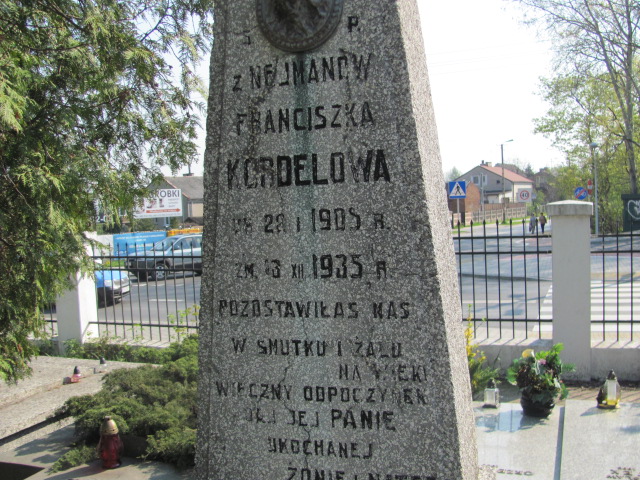 Ś P.
Z NEJMANÓW
FRANCISZKA
KORDELOWA
UR 28 I 1905 R.
ZM. 13 XII 1935 R.
POZOSTAWIŁAŚ NAS
W SMUTKU I ŻALU
NA WIEKI
WIECZNY ODPOCZYNEK
DAJ JEJ PANIE
UKOCHANEJ
ŻONIE I